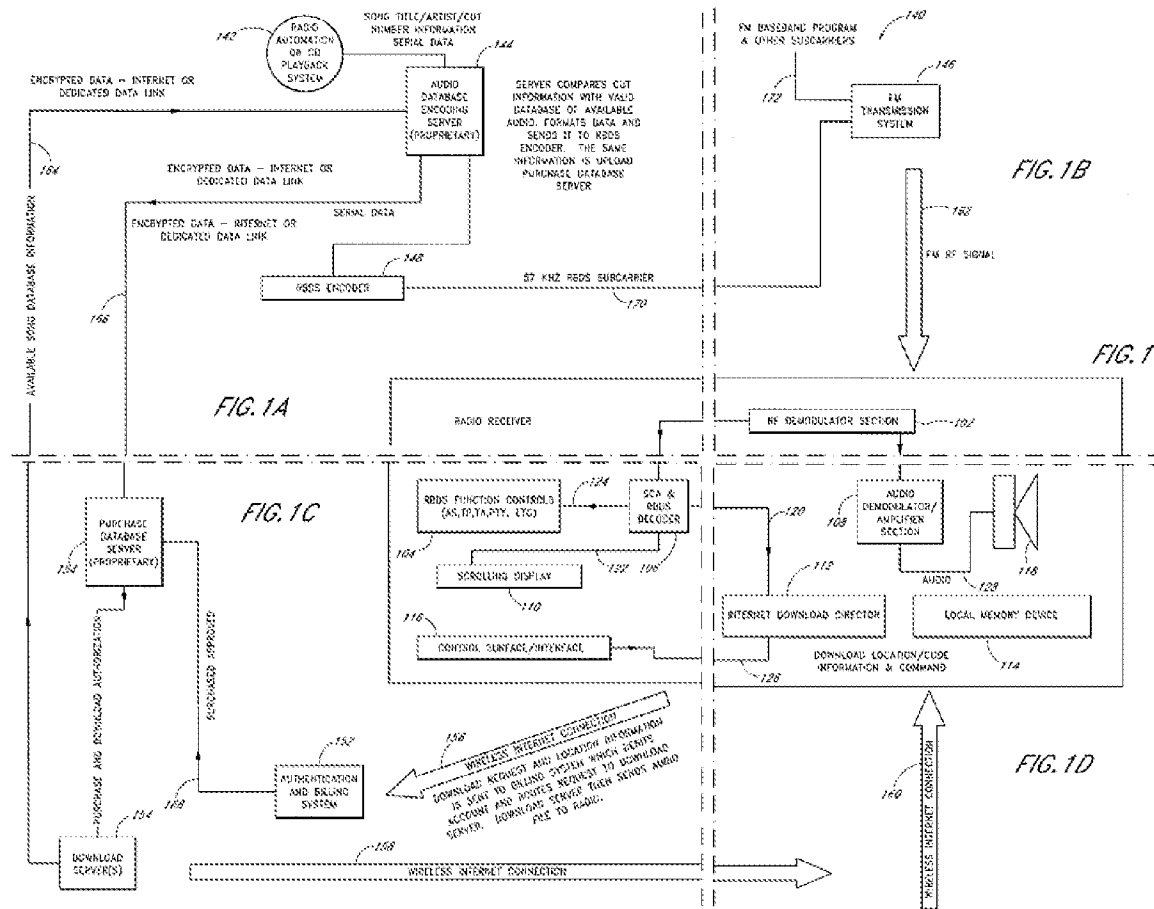 142
RADIO
AUTOMATION
OR CD
PLAYBACK
SYSTEM
SONG TITLE/ARTIST/CUT
NUMBER INFORMATION
SERIAL DATA
144
AUDIO
DATABASE
ENCODING
SERVER
(PROPRIETARY)
SERVER COMPARES CUT
INFORMATION WITH VALID
DATABASE OF AVAILABLE
AUDIO, FORMATS DATA AND
SENDS IT TO RBDS
ENCODER. THE SAME
INFORMATION IS UPLOAD
PURCHASE DATABASE
SERVER
ENCRYPTED DATA – INTERNET OR
DEDICATED DATA LINK
164
AVAILABLE SONG DATABASE INFORMATION
ENCRYPTED DATA – INTERNET OR
DEDICATED DATA LINK
SERIAL DATA
ENCRYPTED DATA – INTERNET OR
DEDICATED DATA LINK
166
148
RBDS ENCODER
57 KHZ RBDS SUBCARRIER
170
FIG. 1A
FM BASEBAND PROGRAM
& OTHER SUBCARRIERS
140
172
146
FM
TRANSMISSION
SYSTEM
FIG. 1B
FM RF SIGNAL
FIG. 1
RADIO RECEIVER
RF DEMODULATOR SECTION
102
FIG. 1C
PURCHASE
DATABASE
SERVER
(PROPRIETARY)
PURCHASE AND DOWNLOAD AUTHORIZATION
PURCHASED APPROVED
168
152
AUTHENTICATION
AND BILLING
SYSTEM
154
DOWNLOAD
SERVER(S)
RBDS FUNCTION CONTROLS
(AS,TP,TA,PTY, ETC)
104
124
SCA &
RBDS
DECODER
106
122
SCROLLING DISPLAY
110
116
CONTROL SURFACE/INTERFACE
120
112
INTERNET DOWNLOAD DIRECTOR
126
DOWNLOAD LOCATION/CODE
INFORMATION & COMMAND
AUDIO
DEMODULATOR/
AMPLIFIER
SECTION
108
AUDIO
128
118
LOCAL MEMORY DEVICE
114
156
WIRELESS INTERNET CONNECTION
DOWNLOAD REQUEST AND LOCATION INFORMATION
IS SENT TO BILLING SYSTEM WHICH DEBITS
ACCOUNT AND ROUTES REQUEST TO DOWNLOAD
SERVER. DOWNLOAD SERVER THEN SENDS AUDIO
FILE TO RADIO.
158
WIRELESS INTERNET CONNECTION
160
WIRELESS INTERNET CONNECTION
FIG. 1D